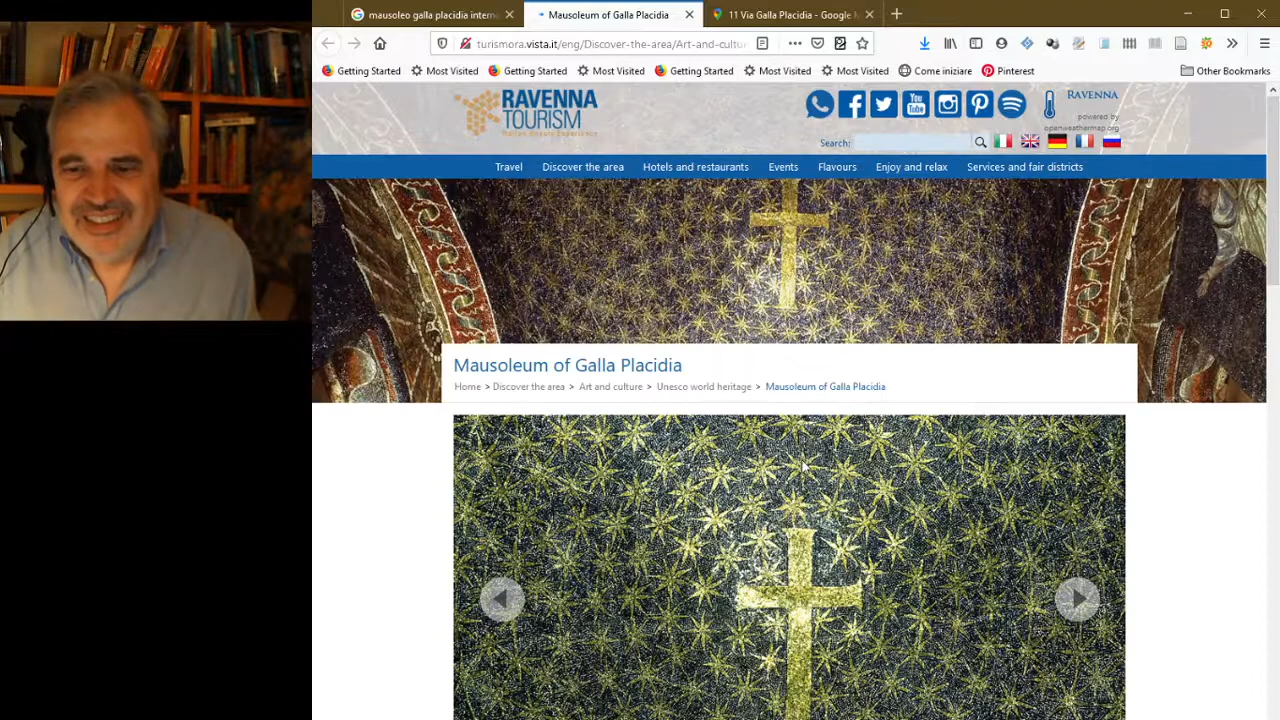 mausoleo galla placidia intern
Mausoleum of Galla Placidia
11 Via Galla Placidia - Google M
turismora.vista.it/eng/Discover-the-area/Art-and-cultu
Getting Started
Most Visited
Getting Started
Most Visited
Getting Started
Most Visited
Most Visited
Come iniziare
Pinterest
Other Bookmarks
RAVENNA
TOURISM
RAVENNA
powered by
openweathermap.org
Search:
Travel
Discover the area
Hotels and restaurants
Events
Flavours
Enjoy and relax
Services and fair districts
Mausoleum of Galla Placidia
Home > Discover the area > Art and culture > Unesco world heritage > Mausoleum of Galla Placidia